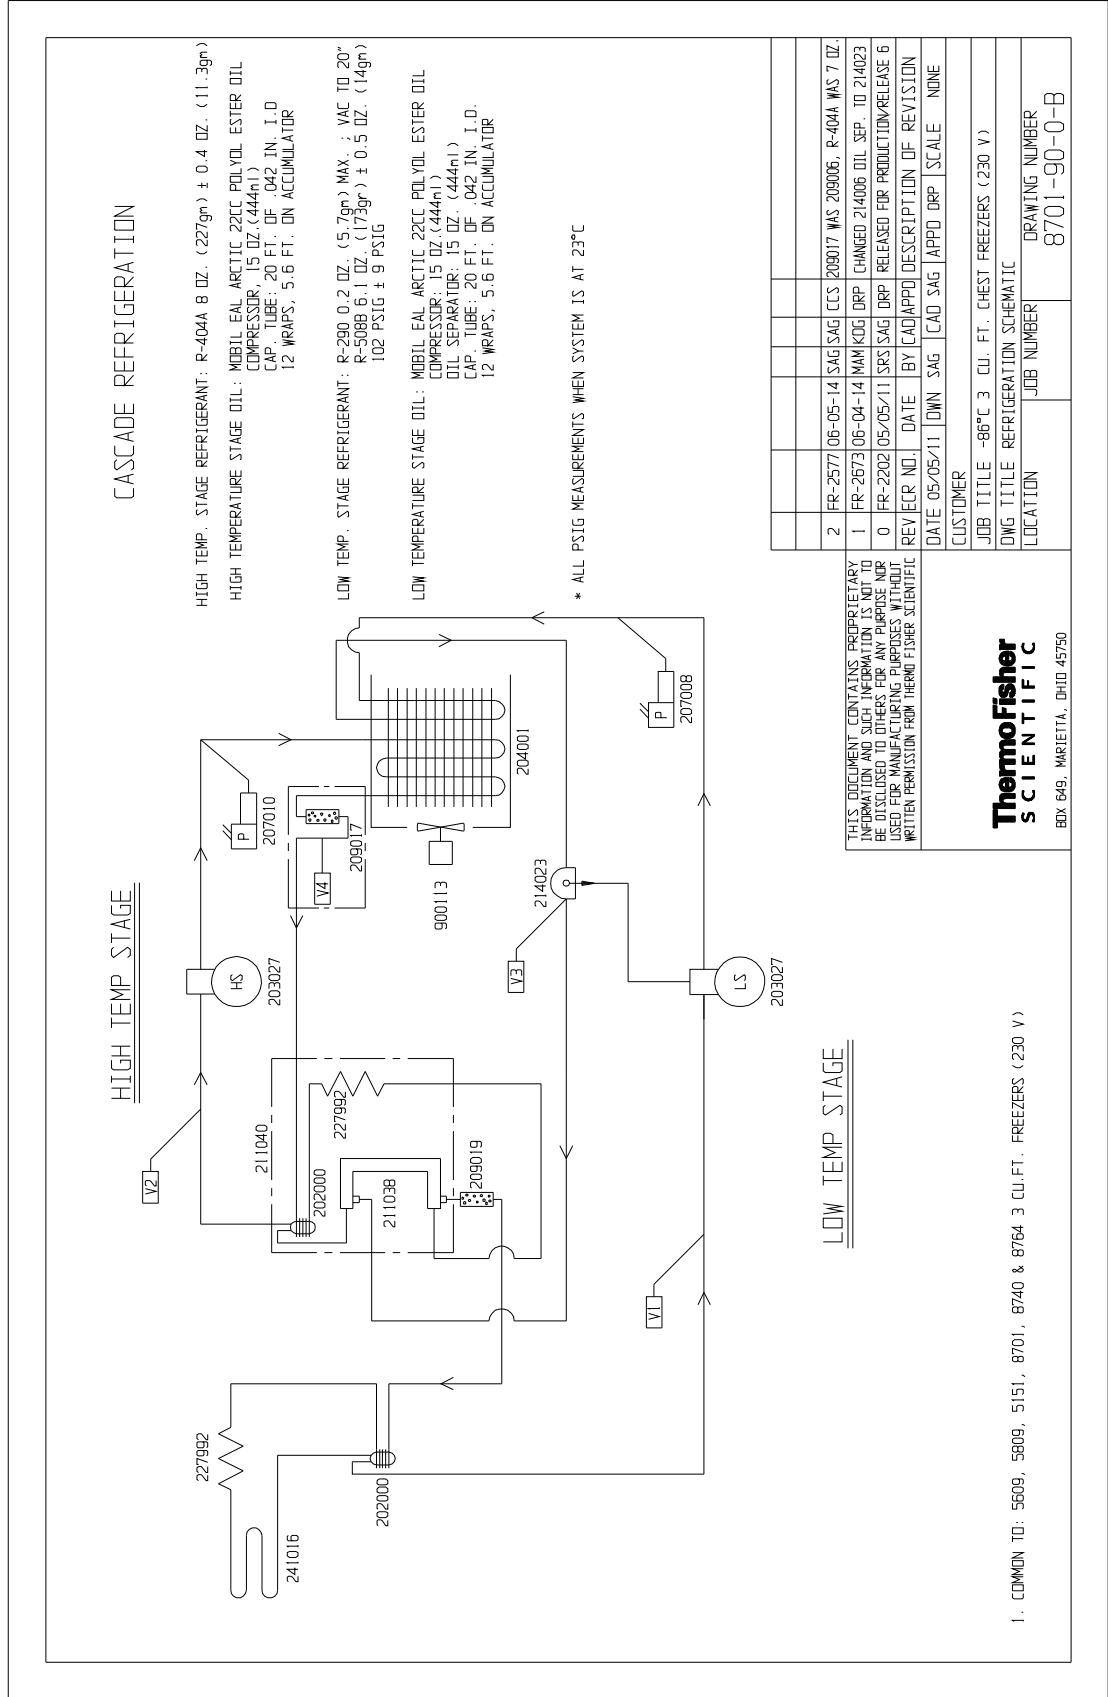 CASCADE REFRIGERATION
HIGH TEMP. STAGE REFRIGERANT: R-404A 8 OZ. (227gm) ± 0.4 OZ. (11.3gm)
HIGH TEMPERATURE STAGE OIL: MOBIL EAL ARCTIC 22CC POLYOL ESTER OIL
COMPRESSOR, 15 OZ.(444ml)
CAP. TUBE: 20 FT. OF .042 IN. I.D
12 WRAPS, 5.6 FT. ON ACCUMULATOR
LOW TEMP. STAGE REFRIGERANT: R-290 0.2 OZ. (5.7gm) MAX. ; VAC TO 20"
R-508B 6.1 OZ. (173gr) ± 0.5 OZ. (14gm)
102 PSIG ± 9 PSIG
LOW TEMPERATURE STAGE OIL: MOBIL EAL ARCTIC 22CC POLYOL ESTER OIL
COMPRESSOR: 15 OZ.(444ml)
OIL SEPARATOR: 15 OZ. (444ml)
CAP. TUBE: 20 FT. OF .042 IN. I.D.
12 WRAPS, 5.6 FT. ON ACCUMULATOR
* ALL PSIG MEASUREMENTS WHEN SYSTEM IS AT 23°C
HIGH TEMP STAGE
V2
HS
203027
P
207010
V4
209017
900113
204001
211040
202000
227992
211038
209019
V3
214023
P
207008
LS
203027
V1
227992
241016
202000
LOW TEMP STAGE
1. COMMON TO: 5609, 5809, 5151, 8701, 8740 & 8764 3 CU.FT. FREEZERS (230 V)
2 FR-2577 06-05-14 SAG SAG CCS 209017 WAS 209006, R-404A WAS 7 OZ.
1 FR-2673 06-04-14 MAM KDG DRP CHANGED 214006 OIL SEP. TO 214023
0 FR-2202 05/05/11 SRS SAG DRP RELEASED FOR PRODUCTION/RELEASE 6
REV ECR NO. DATE BY CAD APPD DESCRIPTION OF REVISION
DATE 05/05/11 DWN SAG CAD SAG APPD DRP SCALE NONE
CUSTOMER
JOB TITLE -86°C 3 CU. FT. CHEST FREEZERS (230 V)
DWG TITLE REFRIGERATION SCHEMATIC
LOCATION JOB NUMBER DRAWING NUMBER
8701-90-0-B
THIS DOCUMENT CONTAINS PROPRIETARY
INFORMATION AND SUCH INFORMATION IS NOT TO
BE DISCLOSED TO OTHERS FOR ANY PURPOSE NOR
USED FOR MANUFACTURING PURPOSES WITHOUT
WRITTEN PERMISSION FROM THERMO FISHER SCIENTIFIC
ThermoFisher
SCIENTIFIC
BOX 649, MARIETTA, OHIO 45750